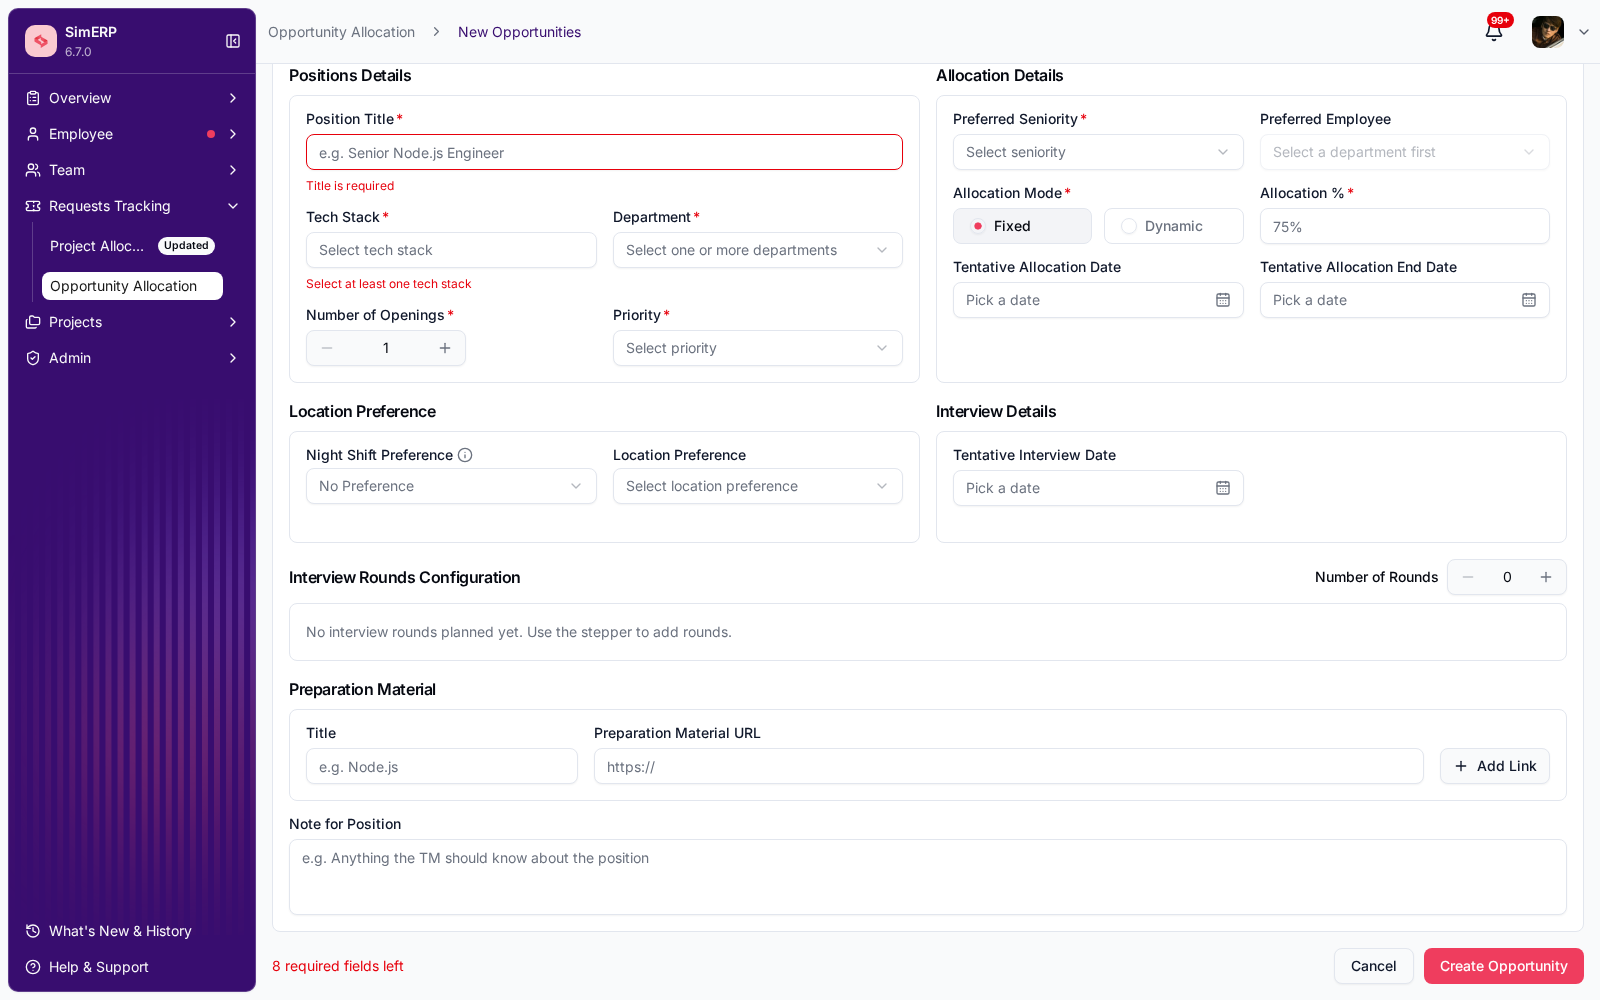 SimERP
6.7.0
Overview
Employee
Team
Requests Tracking
Project Alloc...
Updated
Opportunity Allocation
Projects
Admin
What's New & History
Help & Support
Opportunity Allocation
New Opportunities
99+
Positions Details
Position Title *
e.g. Senior Node.js Engineer
Title is required
Tech Stack *
Department *
Select tech stack
Select one or more departments
Select at least one tech stack
Number of Openings *
Priority *
1
Select priority
Allocation Details
Preferred Seniority *
Preferred Employee
Select seniority
Select a department first
Allocation Mode *
Allocation % *
Fixed
Dynamic
75%
Tentative Allocation Date
Tentative Allocation End Date
Pick a date
Pick a date
Location Preference
Night Shift Preference
Location Preference
No Preference
Select location preference
Interview Details
Tentative Interview Date
Pick a date
Interview Rounds Configuration
Number of Rounds
0
No interview rounds planned yet. Use the stepper to add rounds.
Preparation Material
Title
Preparation Material URL
e.g. Node.js
https://
Add Link
Note for Position
e.g. Anything the TM should know about the position
8 required fields left
Cancel
Create Opportunity